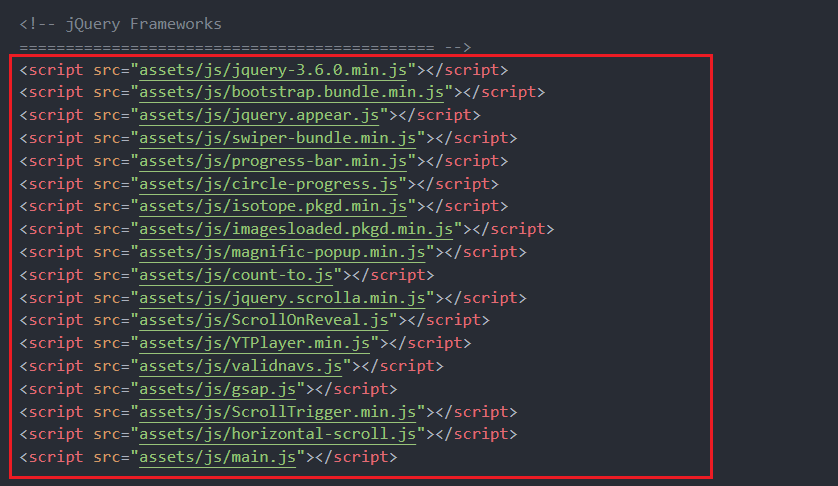 <!-- jQuery Frameworks
============================================= -->
<script src="assets/js/jquery-3.6.0.min.js"></script>
<script src="assets/js/bootstrap.bundle.min.js"></script>
<script src="assets/js/jquery.appear.js"></script>
<script src="assets/js/swiper-bundle.min.js"></script>
<script src="assets/js/progress-bar.min.js"></script>
<script src="assets/js/circle-progress.js"></script>
<script src="assets/js/isotope.pkgd.min.js"></script>
<script src="assets/js/imagesloaded.pkgd.min.js"></script>
<script src="assets/js/magnific-popup.min.js"></script>
<script src="assets/js/count-to.js"></script>
<script src="assets/js/jquery.scrolla.min.js"></script>
<script src="assets/js/ScrollOnReveal.js"></script>
<script src="assets/js/YTPlayer.min.js"></script>
<script src="assets/js/validnavs.js"></script>
<script src="assets/js/gsap.js"></script>
<script src="assets/js/ScrollTrigger.min.js"></script>
<script src="assets/js/horizontal-scroll.js"></script>
<script src="assets/js/main.js"></script>